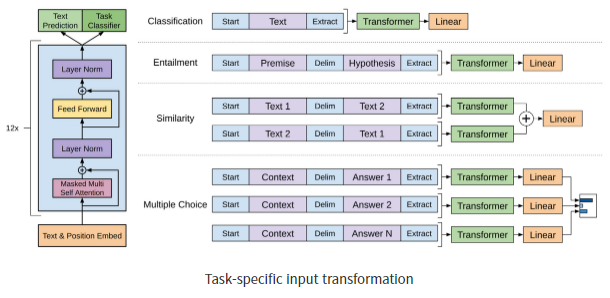 Text Prediction
Task Classifier
Layer Norm
Feed Forward
12x
Layer Norm
Masked Multi Self Attention
Text & Position Embed
Classification
Start Text Extract Transformer Linear
Entailment
Start Premise Delim Hypothesis Extract Transformer Linear
Similarity
Start Text 1 Delim Text 2 Extract Transformer
Start Text 2 Delim Text 1 Extract Transformer
Linear
Multiple Choice
Start Context Delim Answer 1 Extract Transformer Linear
Start Context Delim Answer 2 Extract Transformer Linear
Start Context Delim Answer N Extract Transformer Linear
Task-specific input transformation